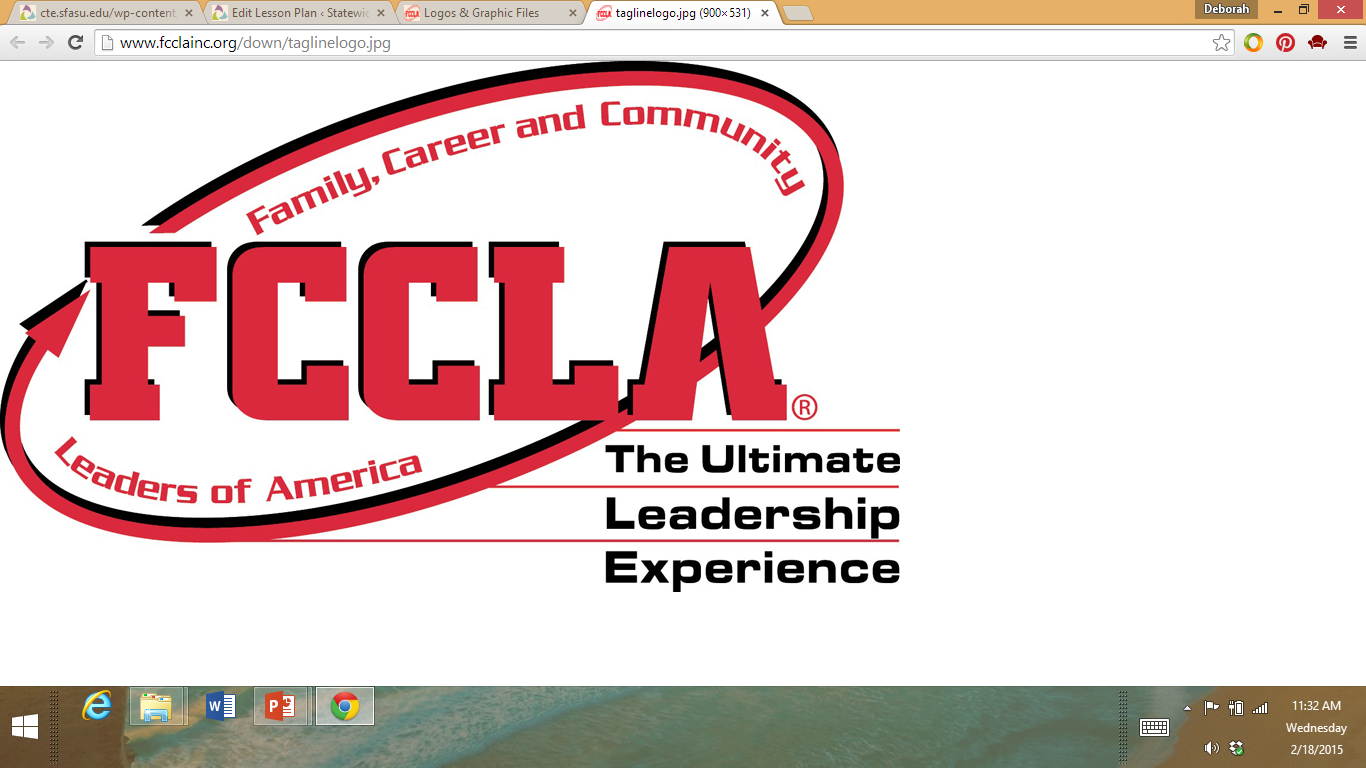 cte.sfasu.edu/wp-content
Edit Lesson Plan ‹ Statewid
Logos & Graphic Files
taglinelogo.jpg (900×531)
Deborah
www.fcclainc.org/down/taglinelogo.jpg
Family, Career and Community
FCCLA®
Leaders of America
The Ultimate
Leadership
Experience
11:32 AM
Wednesday
2/18/2015